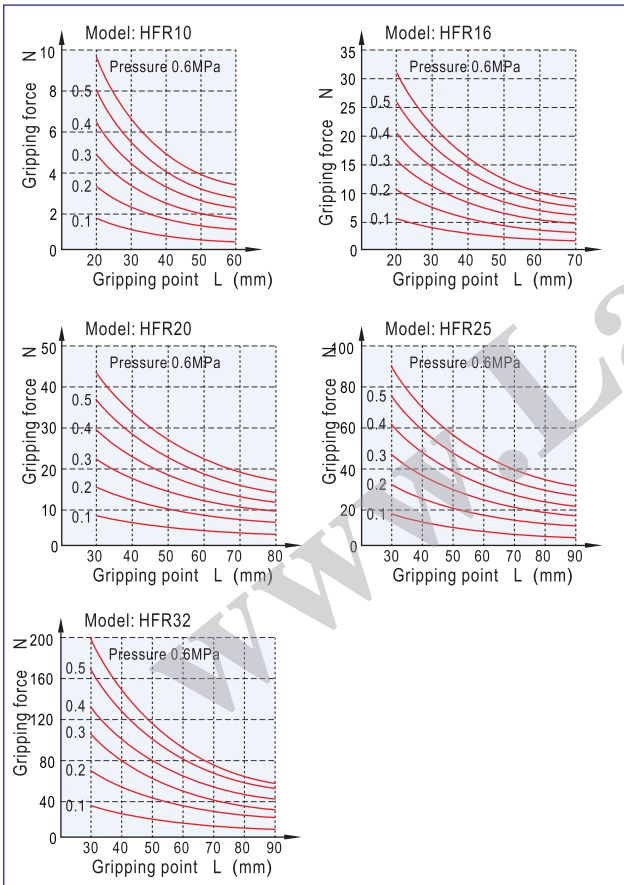 Model: HFR10
Gripping force N
10
8
6
4
2
0
Pressure 0.6MPa
0.5
0.4
0.3
0.2
0.1
20 30 40 50 60
Gripping point L (mm)
Model: HFR16
Gripping force N
35
30
25
20
15
10
5
0
Pressure 0.6MPa
0.5
0.4
0.3
0.2
0.1
20 30 40 50 60 70
Gripping point L (mm)
Model: HFR20
Gripping force N
50
40
30
20
10
0
Pressure 0.6MPa
0.5
0.4
0.3
0.2
0.1
30 40 50 60 70 80
Gripping point L (mm)
Model: HFR25
Gripping force N
100
80
60
40
20
0
Pressure 0.6MPa
0.5
0.4
0.3
0.2
0.1
30 40 50 60 70 80 90
Gripping point L (mm)
Model: HFR32
Gripping force N
200
160
120
80
40
0
Pressure 0.6MPa
0.5
0.4
0.3
0.2
0.1
30 40 50 60 70 80 90
Gripping point L (mm)
www.La